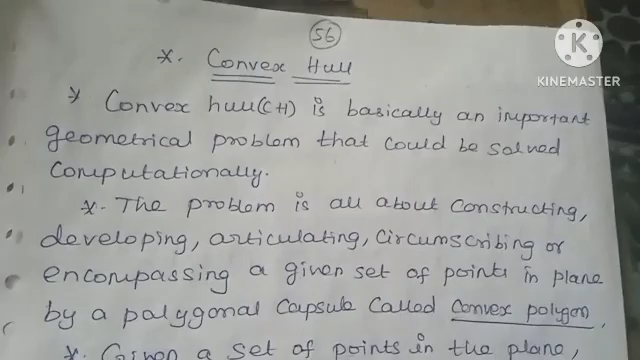 56
*. Convex Hull
K
KINEMASTER
* Convex hull(CH) is basically an important
geometrical problem that could be solved
computationally.
*. The problem is all about constructing,
developing, articulating, circumscribing or
encompassing a given set of points in plane
by a polygonal capsule called convex polygon.
*. Given a set of points in the plane,